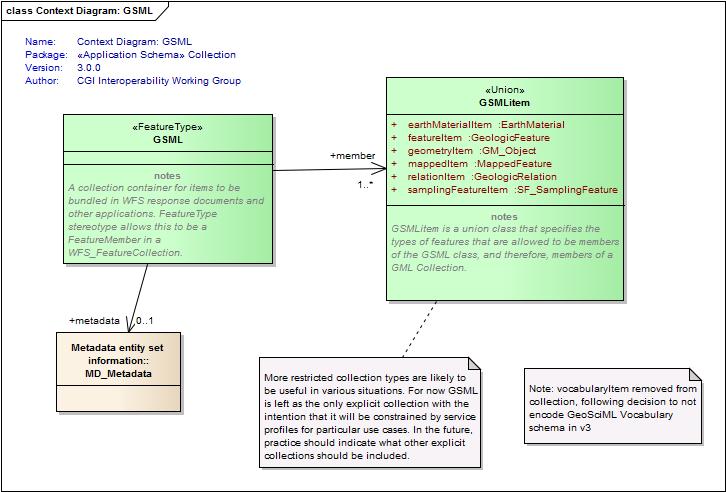 class Context Diagram: GSML
Name: Context Diagram: GSML
Package: «Application Schema» Collection
Version: 3.0.0
Author: CGI Interoperability Working Group
«FeatureType»
GSML
notes
A collection container for items to be
bundled in WFS response documents and
other applications. FeatureType
stereotype allows this to be a
FeatureMember in a
WFS_FeatureCollection.
+member
1..*
«Union»
GSMLitem
+ earthMaterialItem :EarthMaterial
+ featureItem :GeologicFeature
+ geometryItem :GM_Object
+ mappedItem :MappedFeature
+ relationItem :GeologicRelation
+ samplingFeatureItem :SF_SamplingFeature
notes
GSMLitem is a union class that specifies the
types of features that are allowed to be members
of the GSML class, and therefore, members of a
GML Collection.
+metadata 0..1
Metadata entity set
information::
MD_Metadata
More restricted collection types are likely to
be useful in various situations. For now GSML
is left as the only explicit collection with the
intention that it will be constrained by service
profiles for particular use cases. In the future,
practice should indicate what other explicit
collections should be included.
Note: vocabularyItem removed from
collection, following decision to not
encode GeoSciML Vocabulary
schema in v3